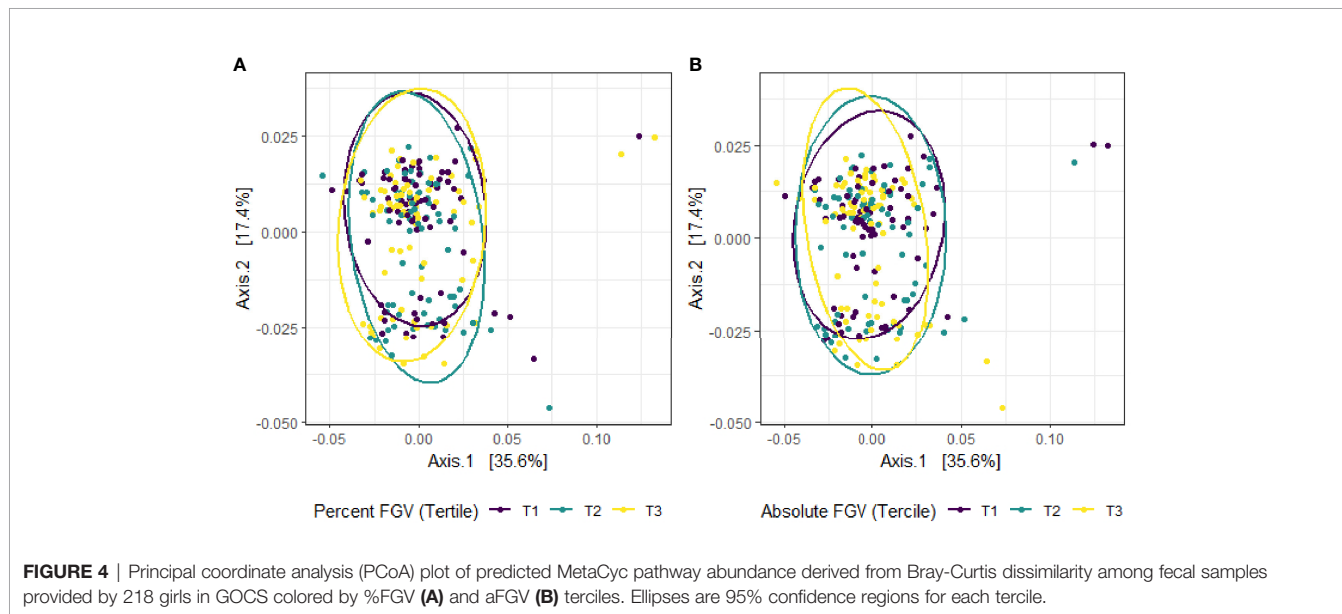 A
B
0.025
0.000
-0.025
-0.050
Axis.2 [17.4%]
-0.05 0.00 0.05 0.10
Axis.1 [35.6%]
Percent FGV (Tertile) T1 T2 T3
0.025
0.000
-0.025
-0.050
Axis.2 [17.4%]
-0.05 0.00 0.05 0.10
Axis.1 [35.6%]
Absolute FGV (Tercile) T1 T2 T3
FIGURE 4 | Principal coordinate analysis (PCoA) plot of predicted MetaCyc pathway abundance derived from Bray-Curtis dissimilarity among fecal samples
provided by 218 girls in GOCS colored by %FGV (A) and aFGV (B) terciles. Ellipses are 95% confidence regions for each tercile.